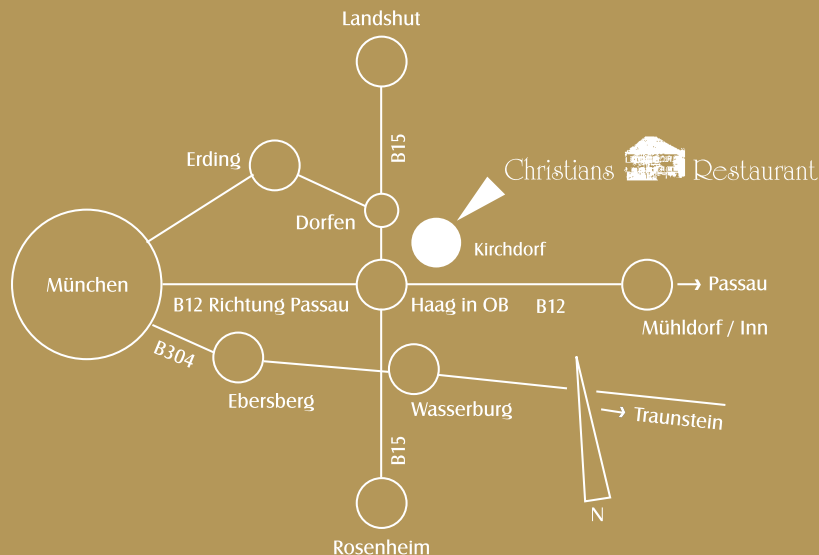 Landshut
B15
Erding
Christians Restaurant
Dorfen
Kirchdorf
München
Passau
B12 Richtung Passau
Haag in OB
B12
Mühldorf / Inn
B304
Ebersberg
Wasserburg
Traunstein
B15
N
Rosenheim